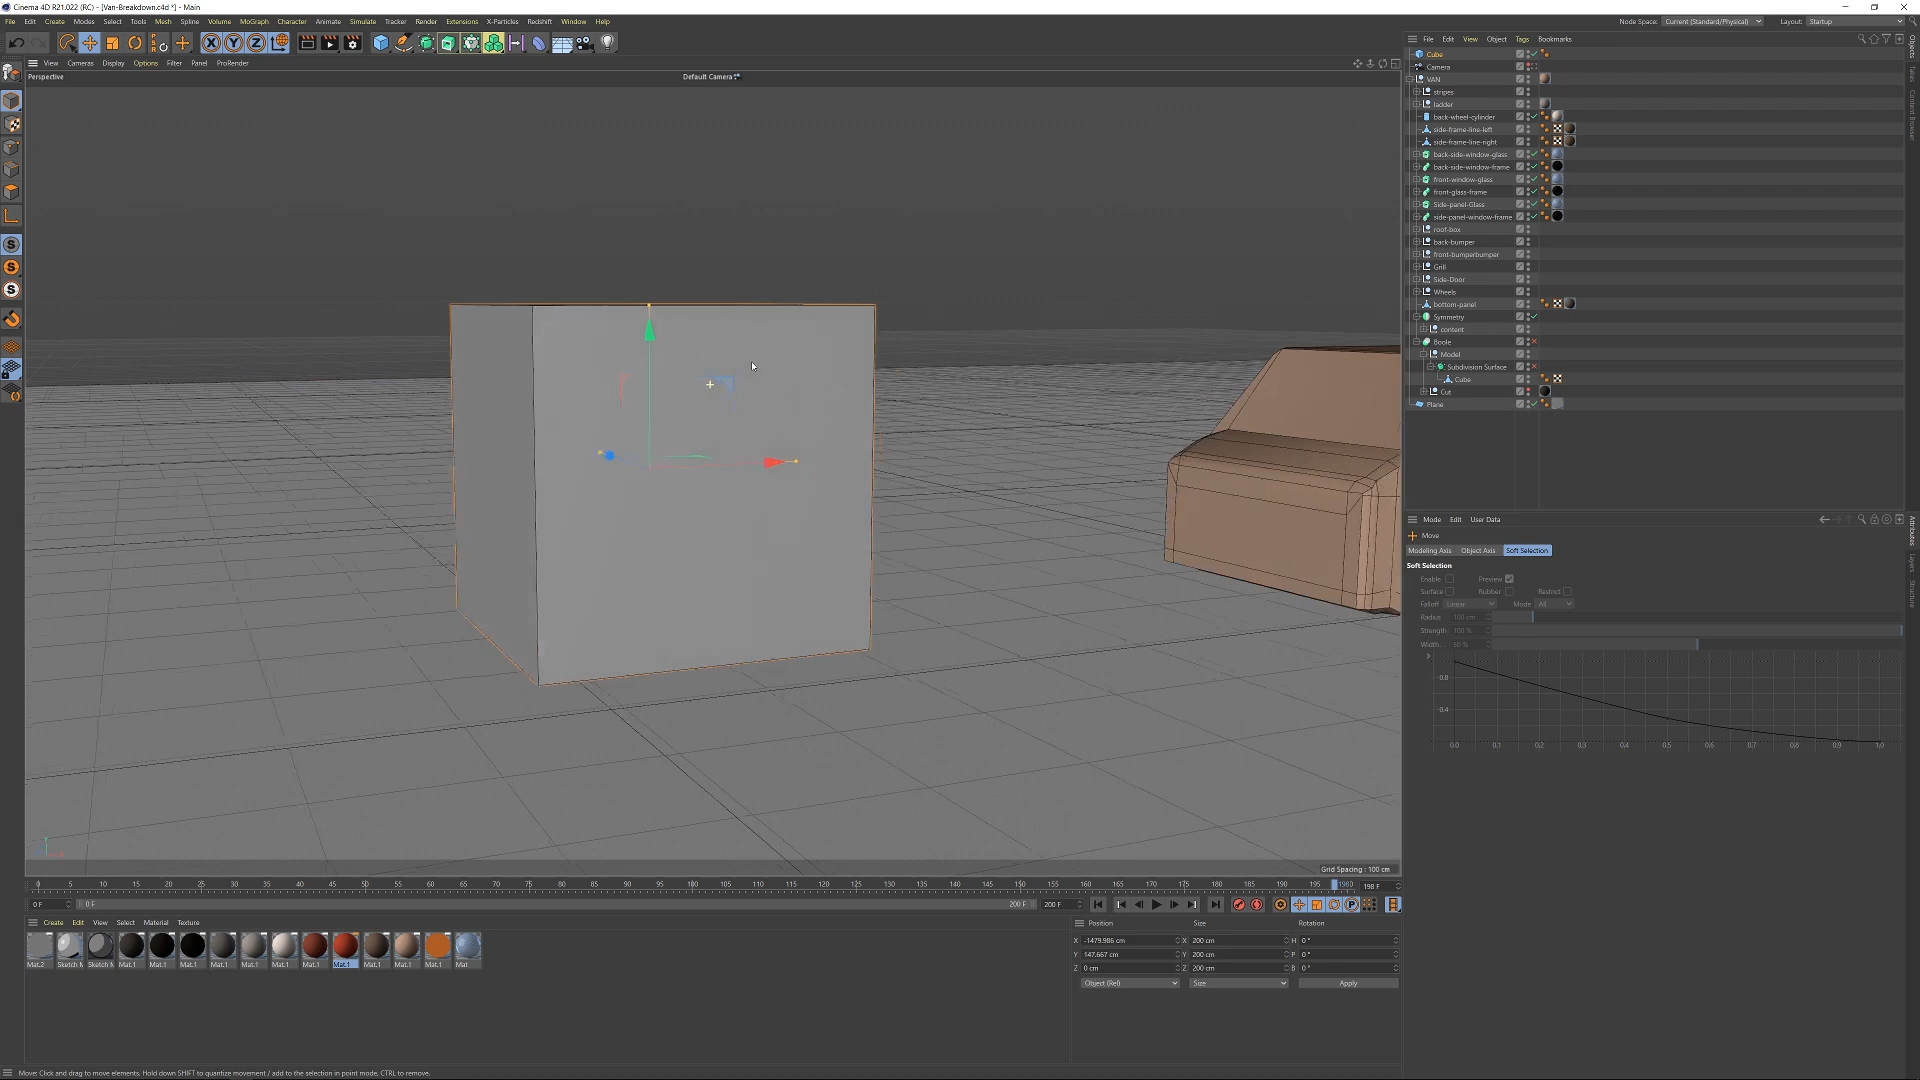 Cinema 4D R21.022 (RC) - [Van-Breakdown.c4d *] - Main
File Edit Create Modes Select Tools Mesh Spline Volume MoGraph Character Animate Simulate Tracker Render Extensions X-Particles Redshift Window Help
Node Space: Current (Standard/Physical) Layout: Startup
View Cameras Display Options Filter Panel ProRender
Perspective
Default Camera
Grid Spacing : 100 cm
File Edit View Object Tags Bookmarks
Cube
Camera
VAN
stripes
ladder
back-wheel-cylinder
side-frame-line-left
side-frame-line-right
back-side-window-glass
back-side-window-frame
front-window-glass
front-glass-frame
Side-panel-Glass
side-panel-window-frame
roof-box
back-bumper
front-bumperbumper
Grill
Side-Door
Wheels
bottom-panel
Symmetry
content
Boole
Model
Subdivision Surface
Cube
Cut
Plane
Objects
Takes
Content Browser
Mode Edit User Data
Move
Modeling Axis Object Axis Soft Selection
Soft Selection
Enable Preview
Surface Rubber Restrict
Falloff Linear Mode All
Radius 100 cm
Strength 100 %
Width 50 %
0.8
0.4
0.0 0.1 0.2 0.3 0.4 0.5 0.6 0.7 0.8 0.9 1.0
Attributes
Layers
Structure
0 5 10 15 20 25 30 35 40 45 50 55 60 65 70 75 80 85 90 95 100 105 110 115 120 125 130 135 140 145 150 155 160 165 170 175 180 185 190 195 1980
198 F
0 F 0 F 200 F 200 F
Create Edit View Select Material Texture
Mat.2 Sketch M Sketch M Mat.1 Mat.1 Mat.1 Mat.1 Mat.1 Mat.1 Mat.1 Mat.1 Mat.1 Mat.1 Mat.1 Mat
Position Size Rotation
X -1479.986 cm X 200 cm H 0 °
Y 147.667 cm Y 200 cm P 0 °
Z 0 cm Z 200 cm B 0 °
Object (Rel) Size Apply
Move: Click and drag to move elements. Hold down SHIFT to quantize movement / add to the selection in point mode, CTRL to remove.